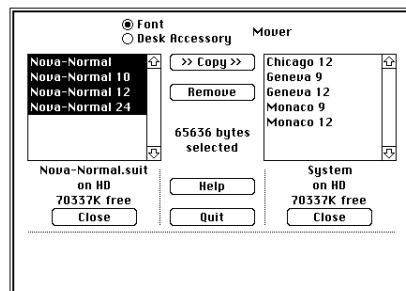 Font
Desk Accessory
Mover
Nova-Normal
Nova-Normal 10
Nova-Normal 12
Nova-Normal 24
>> Copy >>
Remove
65636 bytes
selected
Chicago 12
Geneva 9
Geneva 12
Monaco 9
Monaco 12
Nova-Normal.suit
on HD
70337K free
Close
Help
Quit
System
on HD
70337K free
Close